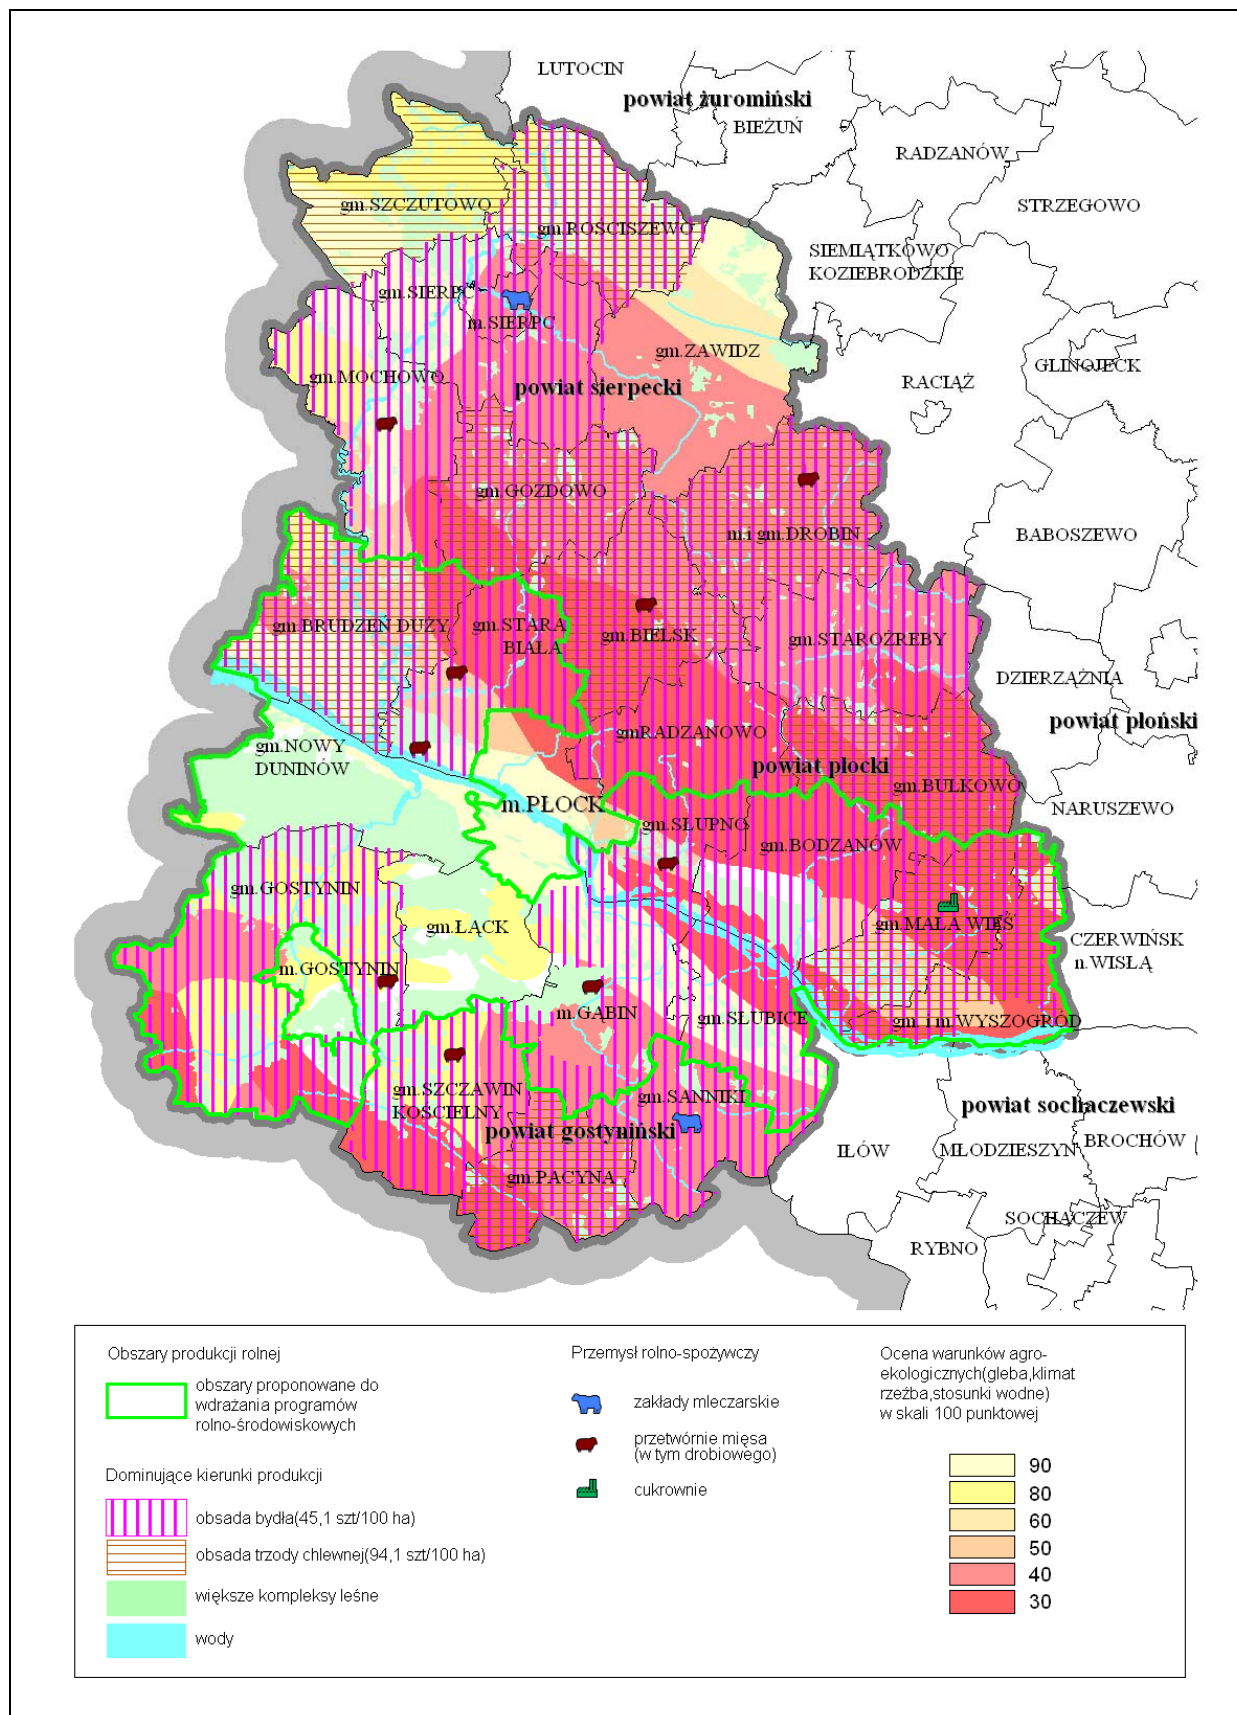 LUTOCIN
powiat żuromiński
BIEŻUŃ
RADZANÓW
STRZEGOWO
gm.SZCZUTOWO
gm.ROŚCISZEWO
SIEMIĄTKOWO
KOZIEBRODZKIE
gm.SIERPC
m.SIERPC
gm.ZAWIDZ
GLINOJECK
gm.MOCHOWO
powiat sierpecki
RACIĄŻ
gm.GOZDOWO
m.i gm.DROBIN
BABOSZEWO
gm.BRUDZEŃ DUŻY
gm.STARA
BIAŁA
gm.BIELSK
gm.STAROŹREBY
DZIERZĄŻNIA
powiat płoński
gm.NOWY
DUNINÓW
gm.RADZANOWO
powiat płocki
gm.BULKOWO
NARUSZEWO
m.PŁOCK
gm.SŁUPNO
gm.BODZANÓW
gm.GOSTYNIN
gm.ŁĄCK
gm.MAŁA WIEŚ
CZERWIŃSK
n.WISŁĄ
m.GOSTYNIN
m.GĄBIN
gm.SŁUBICE
gm. i m.WYSZOGRÓD
gm.SZCZAWIN
KOŚCIELNY
gm.SANNIKI
powiat sochaczewski
powiat gostyniński
IŁÓW
MŁODZIESZYN
BROCHÓW
gm.PACYNA
SOCHACZEW
RYBNO
Obszary produkcji rolnej
obszary proponowane do
wdrażania programów
rolno-środowiskowych
Dominujące kierunki produkcji
obsada bydła(45,1 szt/100 ha)
obsada trzody chlewnej(94,1 szt/100 ha)
większe kompleksy leśne
wody
Przemysł rolno-spożywczy
zakłady mleczarskie
przetwórnie mięsa
(w tym drobiowego)
cukrownie
Ocena warunków agro-
ekologicznych(gleba,klimat
rzeźba,stosunki wodne)
w skali 100 punktowej
90
80
60
50
40
30